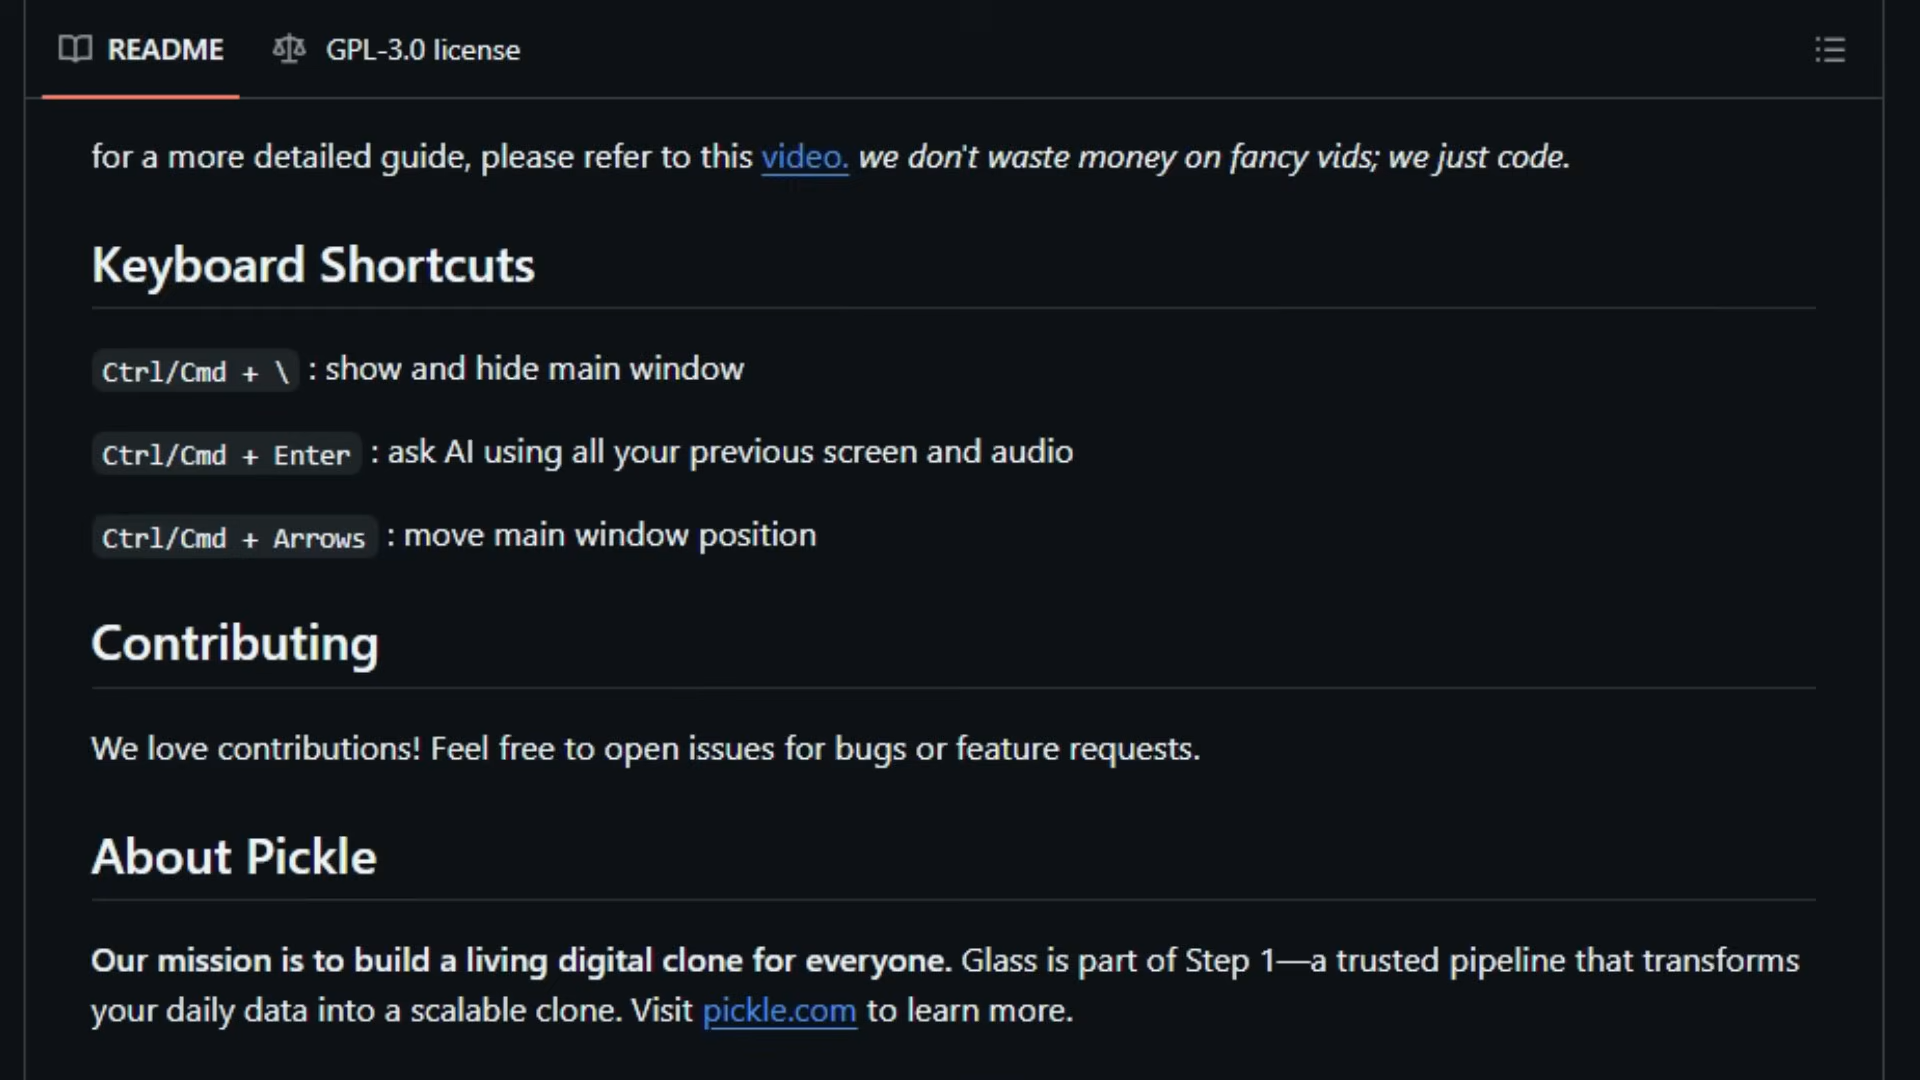 README GPL-3.0 license
for a more detailed guide, please refer to this video. we don't waste money on fancy vids; we just code.
Keyboard Shortcuts
Ctrl/Cmd + \ : show and hide main window
Ctrl/Cmd + Enter : ask AI using all your previous screen and audio
Ctrl/Cmd + Arrows : move main window position
Contributing
We love contributions! Feel free to open issues for bugs or feature requests.
About Pickle
Our mission is to build a living digital clone for everyone. Glass is part of Step 1—a trusted pipeline that transforms
your daily data into a scalable clone. Visit pickle.com to learn more.